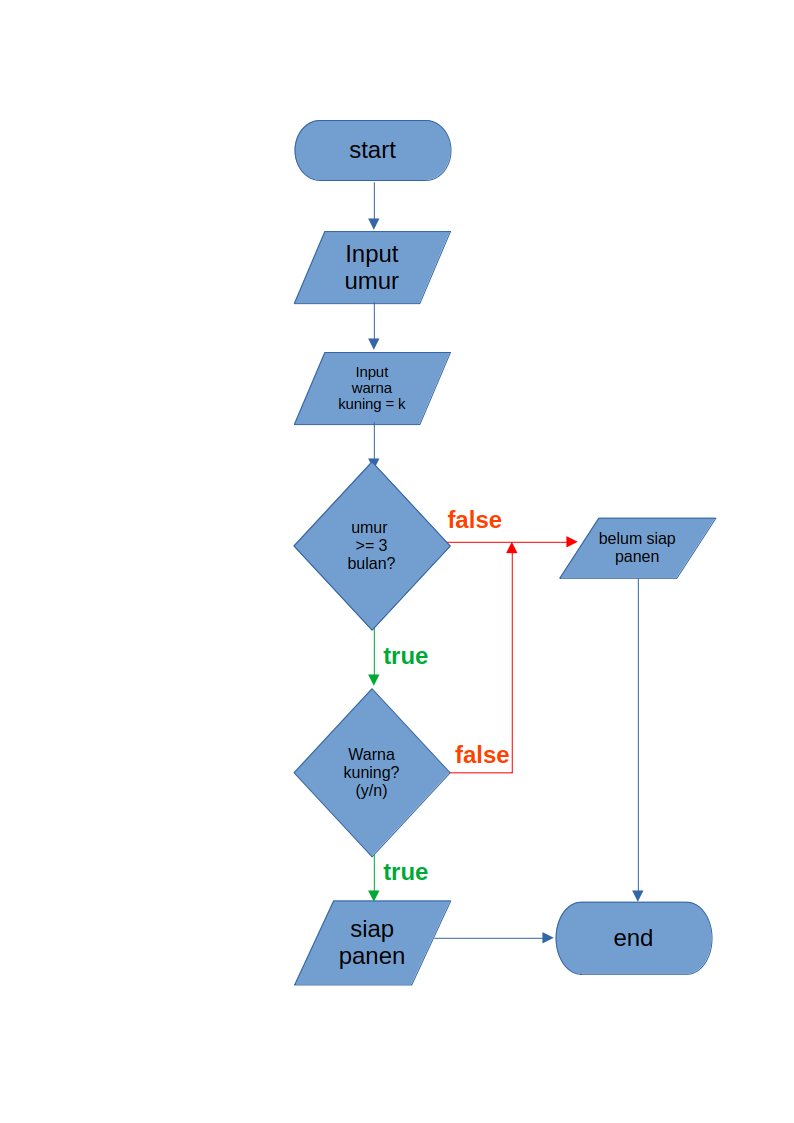 start
Input
umur
Input
warna
kuning = k
umur
>= 3
bulan?
false
belum siap
panen
true
Warna
kuning?
(y/n)
false
true
siap
panen
end